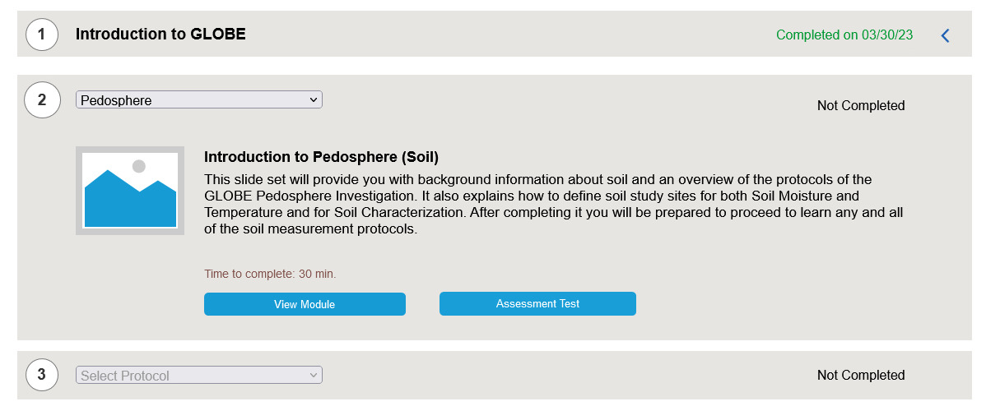 1
Introduction to GLOBE
Completed on 03/30/23
2
Pedosphere
Not Completed
Introduction to Pedosphere (Soil)
This slide set will provide you with background information about soil and an overview of the protocols of the
GLOBE Pedosphere Investigation. It also explains how to define soil study sites for both Soil Moisture and
Temperature and for Soil Characterization. After completing it you will be prepared to proceed to learn any and all
of the soil measurement protocols.
Time to complete: 30 min.
View Module
Assessment Test
3
Select Protocol
Not Completed